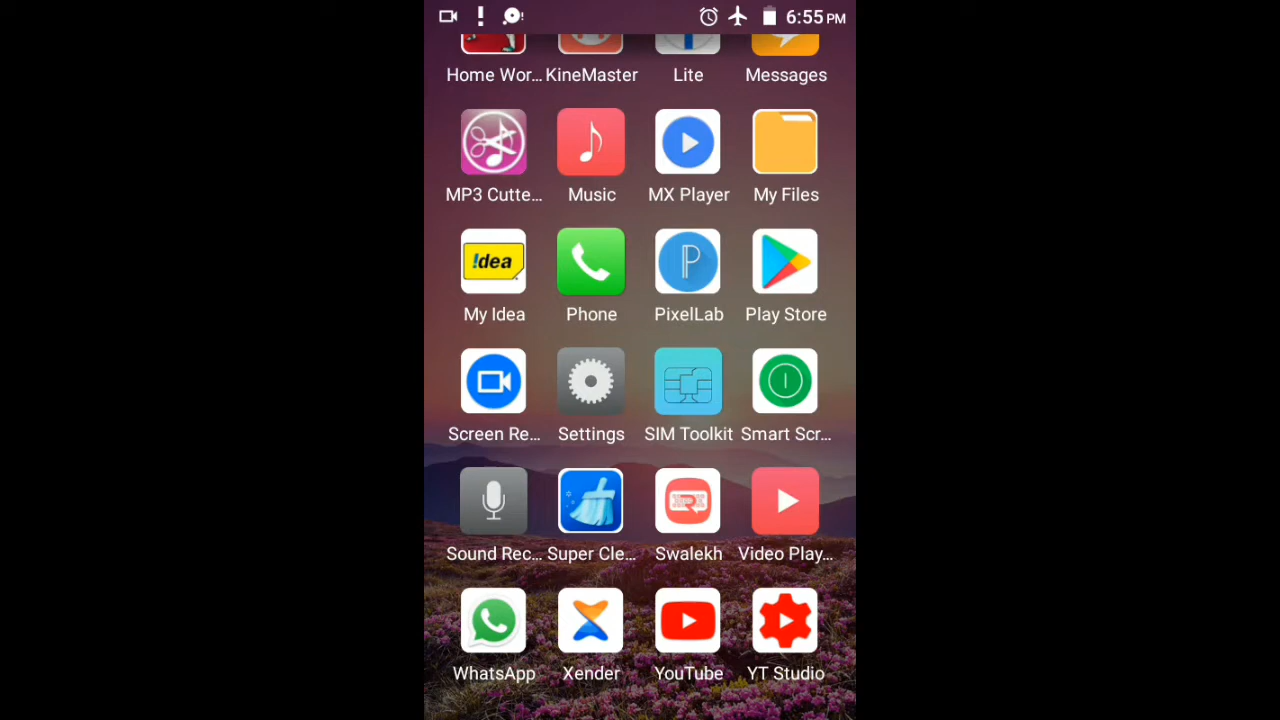 6:55 PM
Home Wor... KineMaster Lite Messages
MP3 Cutte... Music MX Player My Files
!dea
My Idea Phone PixelLab Play Store
Screen Re... Settings SIM Toolkit Smart Scr...
Sound Rec... Super Cle... Swalekh Video Play...
WhatsApp Xender YouTube YT Studio